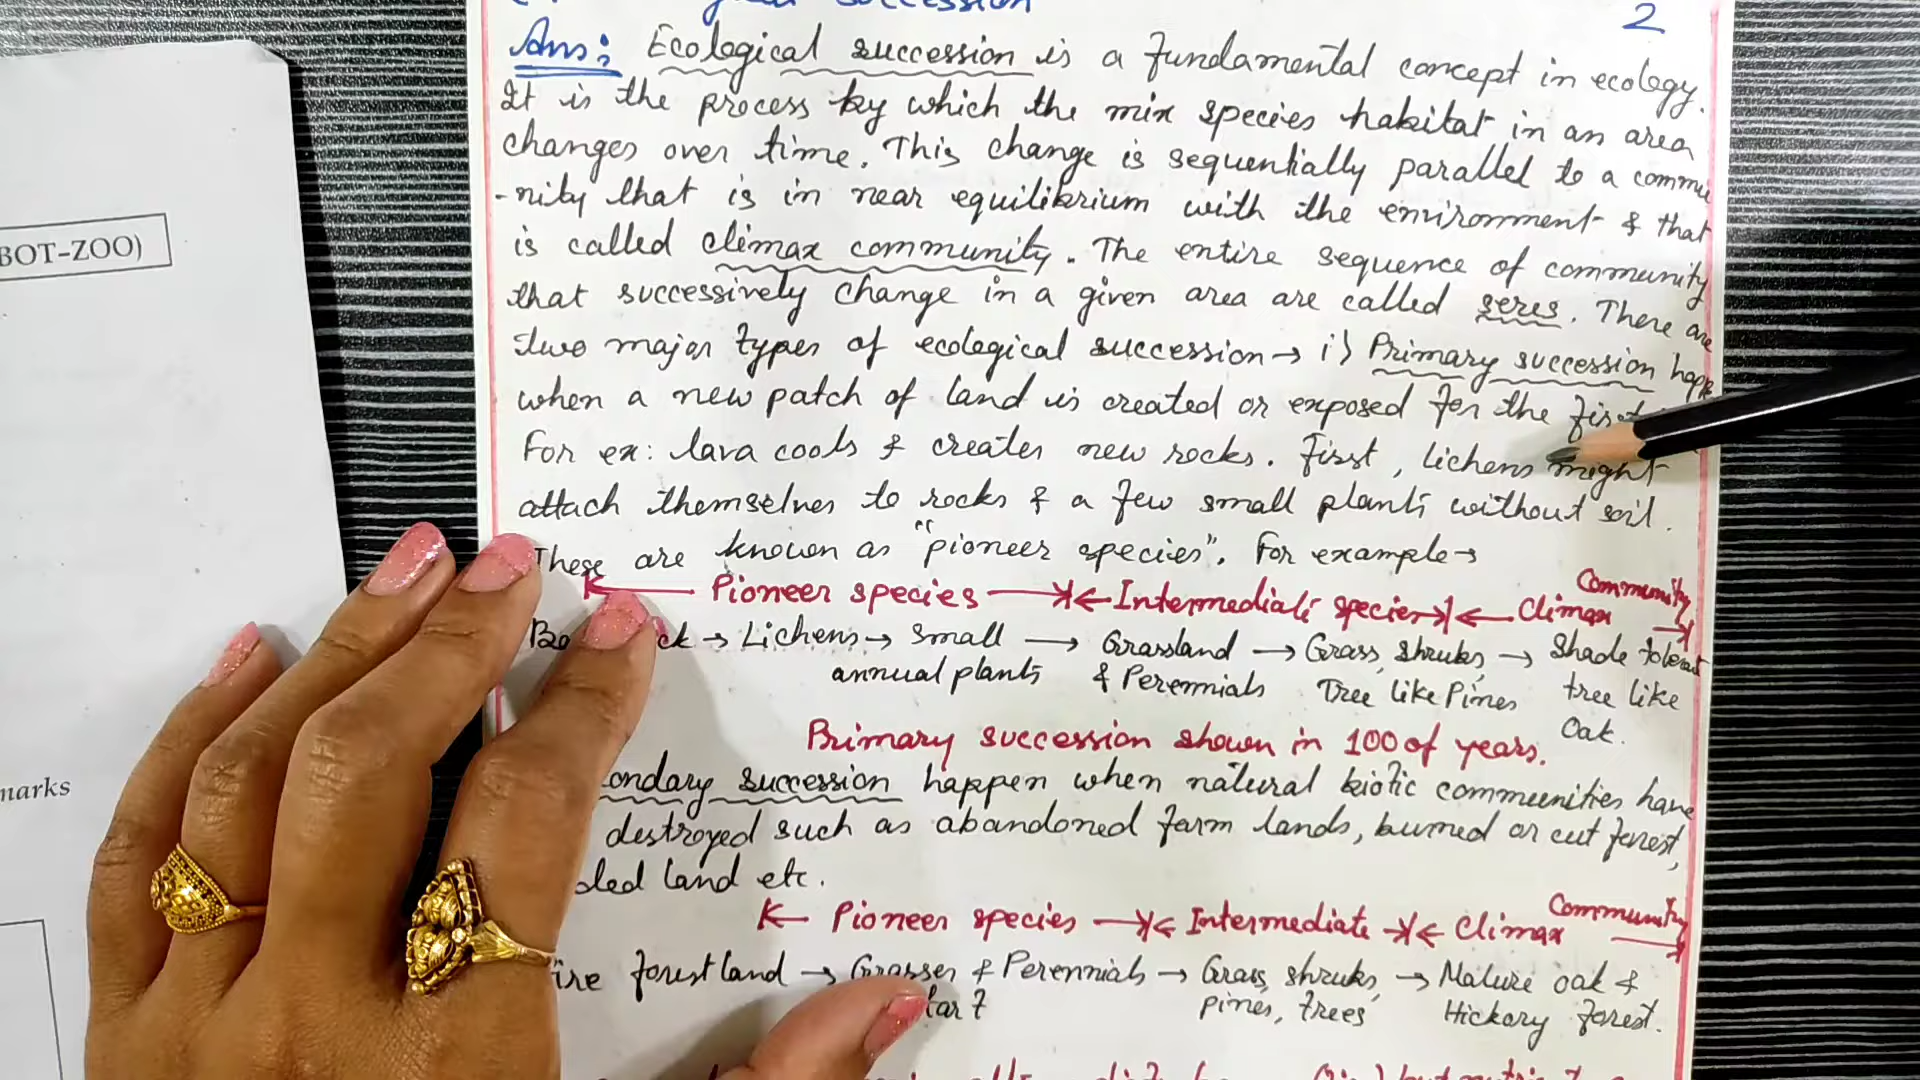 succession
2
Ans: Ecological succession is a fundamental concept in ecology.
It is the process by which the mix species habitat in an area
changes over time. This change is sequentially parallel to a commu
-nity that is in near equilibrium with the environment & that
is called climax community. The entire sequence of community
that successively change in a given area are called seres. There are
two major types of ecological succession → i) Primary succession happ
when a new patch of land is created or exposed for the first
For ex: lava cools & creates new rocks. First, lichens might
attach themselves to rocks & a few small plants without soil.
These are known as "pioneer species". For example →
Pioneer species Intermediate species Climax Community
→ Lichens → Small → Grassland → Grass, shrubs, → Shade tolerant
annual plants & Perennials Tree like Pines tree like
Oak.
Primary succession shown in 100 of years.
ondary succession happen when natural biotic communities have
destroyed such as abandoned farm lands, burned or cut forest,
land etc.
Pioneer species Intermediate Climax Community
forest land → Grasses & Perennials → Grass, shrubs, → Mature oak &
pines, trees Hickory forest.
BOT-ZOO)
marks